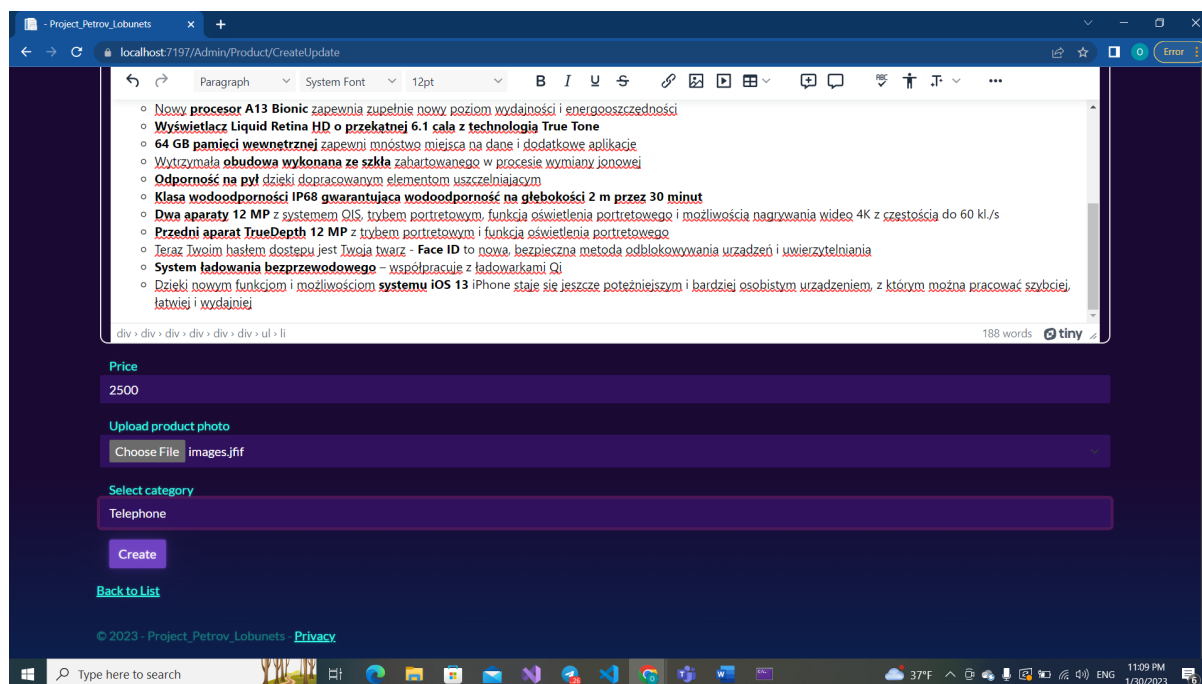 - Project_Petrov_Lobunets
localhost:7197/Admin/Product/CreateUpdate
O
Error
Paragraph System Font 12pt B I U S
Nowy procesor A13 Bionic zapewnia zupełnie nowy poziom wydajności i energooszczędności
Wyświetlacz Liquid Retina HD o przekątnej 6.1 cala z technologią True Tone
64 GB pamięci wewnętrznej zapewni mnóstwo miejsca na dane i dodatkowe aplikacje
Wytrzymała obudowa wykonana ze szkła zahartowanego w procesie wymiany jonowej
Odporność na pył dzięki dopracowanym elementom uszczelniającym
Klasa wodoodporności IP68 gwarantująca wodoodporność na głębokości 2 m przez 30 minut
Dwa aparaty 12 MP z systemem OIS, trybem portretowym, funkcją oświetlenia portretowego i możliwością nagrywania wideo 4K z częstością do 60 kl./s
Przedni aparat TrueDepth 12 MP z trybem portretowym i funkcją oświetlenia portretowego
Teraz Twoim hasłem dostępu jest Twoja twarz - Face ID to nowa, bezpieczna metoda odblokowywania urządzeń i uwierzytelniania
System ładowania bezprzewodowego – współpracuje z ładowarkami Qi
Dzięki nowym funkcjom i możliwościom systemu iOS 13 iPhone staje się jeszcze potężniejszym i bardziej osobistym urządzeniem, z którym można pracować szybciej,
łatwiej i wydajniej
div › div › div › div › div › div › ul › li
188 words tiny
Price
2500
Upload product photo
Choose File images.jfif
Select category
Telephone
Create
Back to List
© 2023 - Project_Petrov_Lobunets - Privacy
Type here to search
37°F
ENG
11:09 PM
1/30/2023